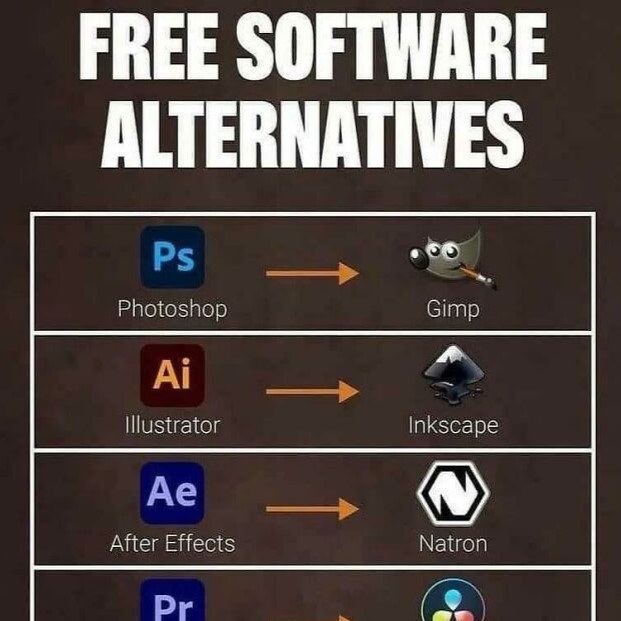 FREE SOFTWARE
ALTERNATIVES
Ps
Photoshop
Gimp
Ai
Illustrator
Inkscape
Ae
After Effects
Natron
Pr